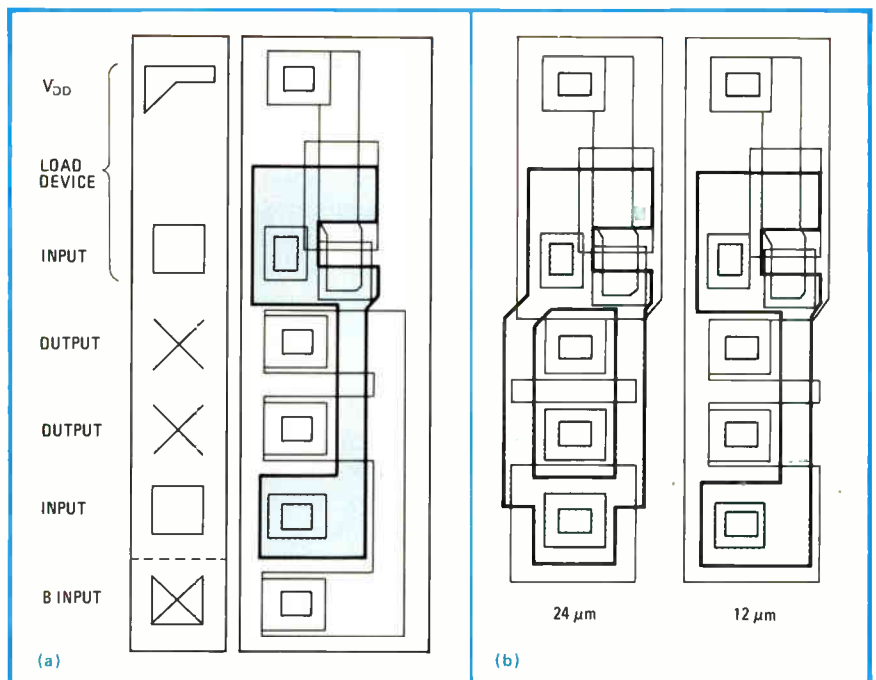 VDD
LOAD
DEVICE
INPUT
OUTPUT
OUTPUT
INPUT
B INPUT
(a)
24 μm
12 μm
(b)